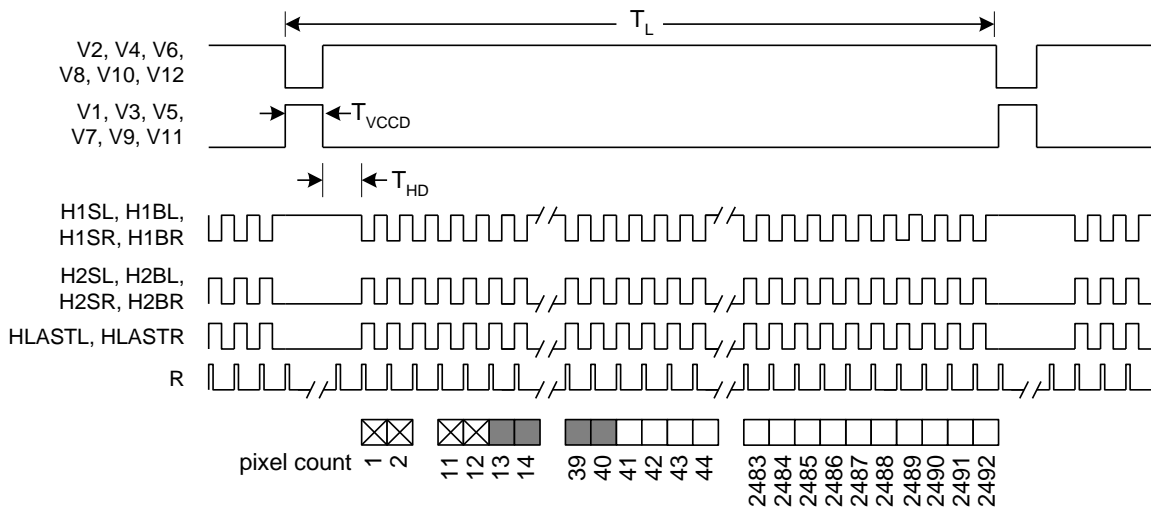 T_L
V2, V4, V6,
V8, V10, V12
V1, V3, V5,
V7, V9, V11
T_VCCD
T_HD
H1SL, H1BL,
H1SR, H1BR
H2SL, H2BL,
H2SR, H2BR
HLASTL, HLASTR
R
pixel count
1
2
11
12
13
14
39
40
41
42
43
44
2483
2484
2485
2486
2487
2488
2489
2490
2491
2492